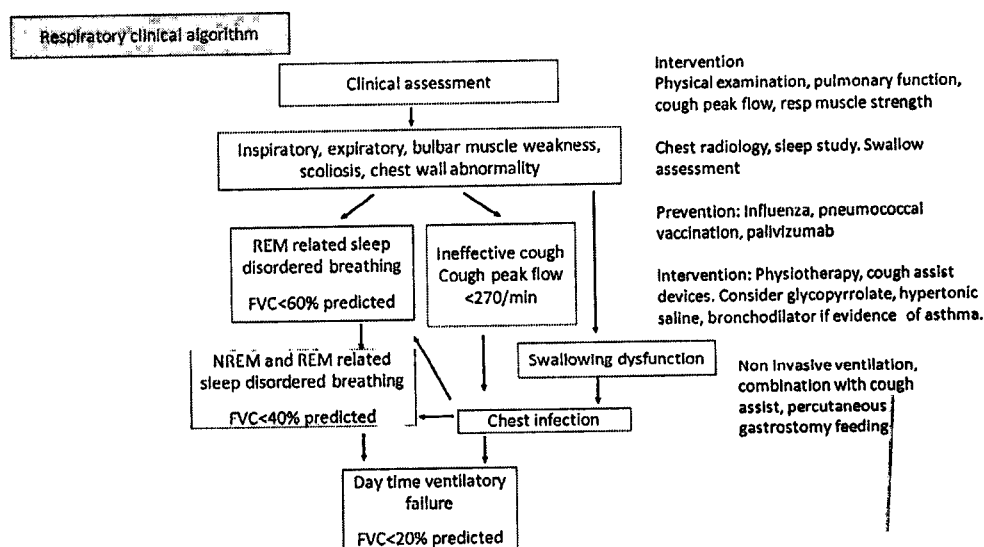 Respiratory clinical algorithm
Clinical assessment
Inspiratory, expiratory, bulbar muscle weakness,
scoliosis, chest wall abnormality
REM related sleep
disordered breathing
FVC<60% predicted
Ineffective cough
Cough peak flow
<270/min
NREM and REM related
sleep disordered breathing
FVC<40% predicted
Swallowing dysfunction
Chest infection
Day time ventilatory
failure
FVC<20% predicted
Intervention
Physical examination, pulmonary function,
cough peak flow, resp muscle strength
Chest radiology, sleep study. Swallow
assessment
Prevention: Influenza, pneumococcal
vaccination, palivizumab
Intervention: Physiotherapy, cough assist
devices. Consider glycopyrrolate, hypertonic
saline, bronchodilator if evidence of asthma.
Non invasive ventilation,
combination with cough
assist, percutaneous
gastrostomy feeding